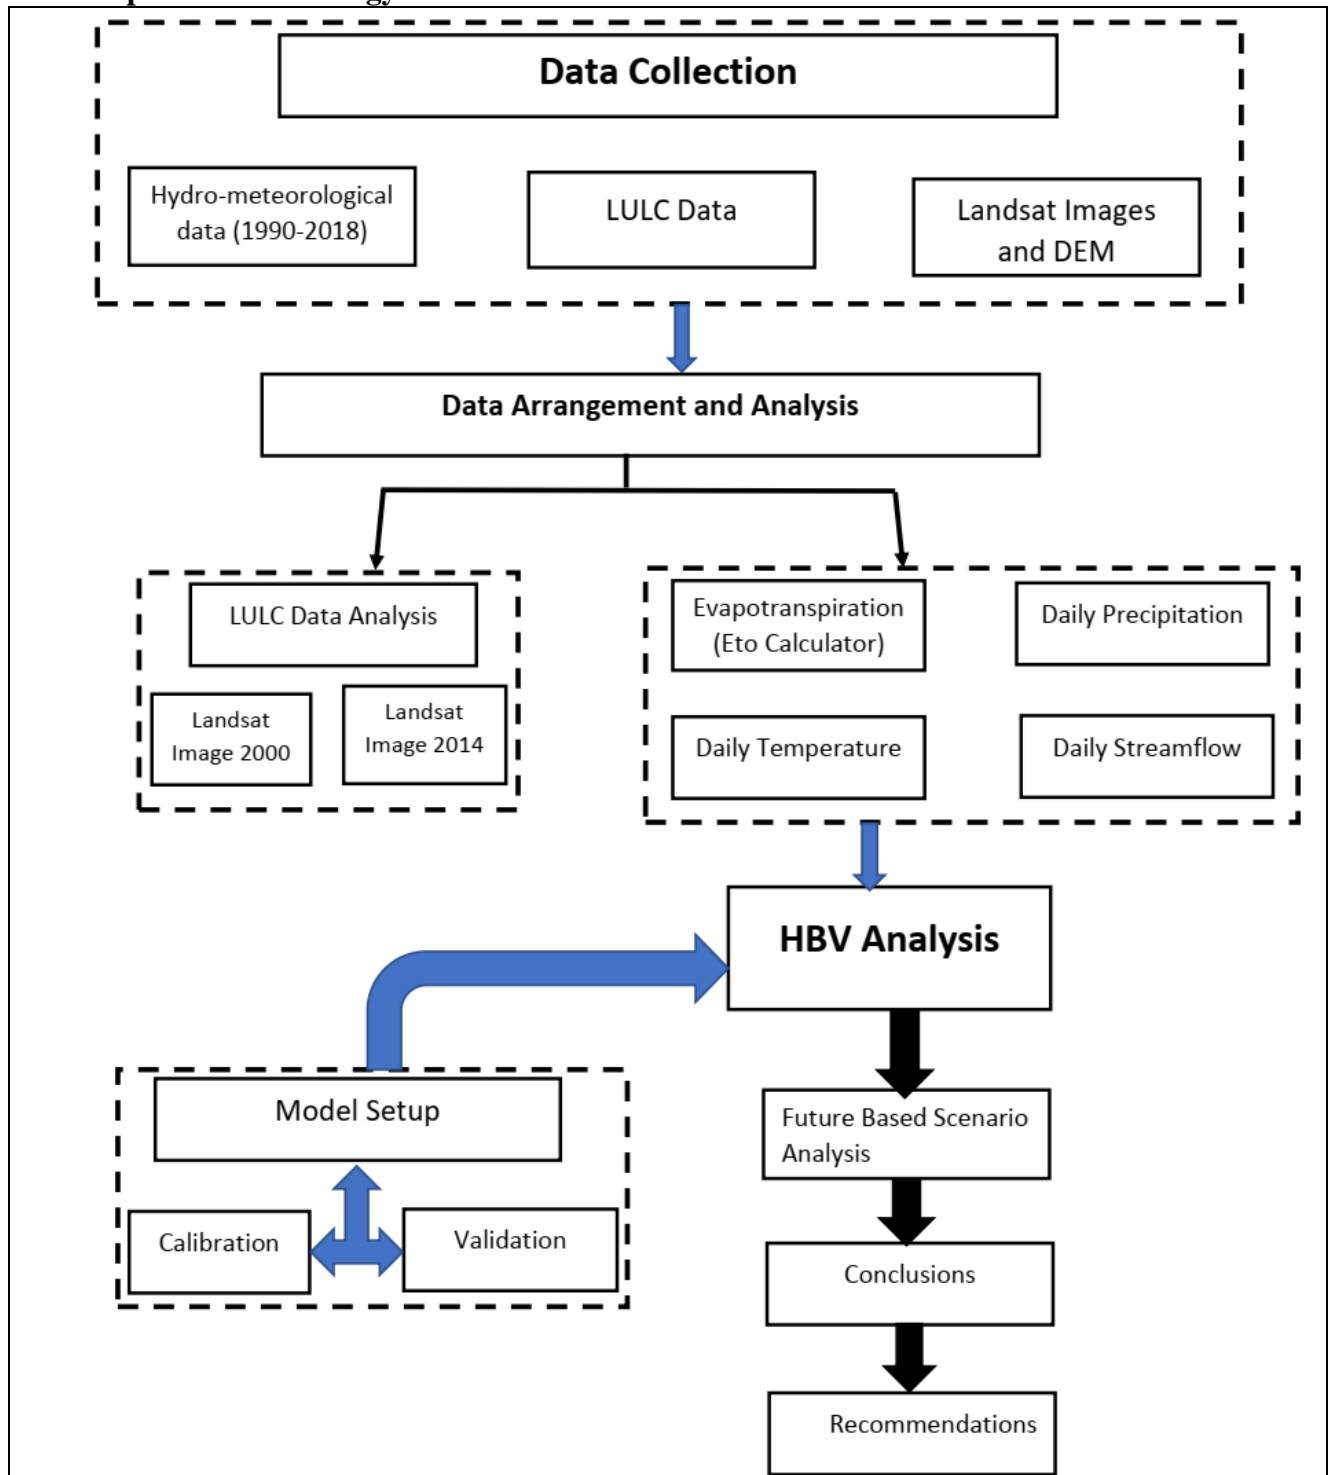 Data Collection
Hydro-meteorological
data (1990-2018)
LULC Data
Landsat Images
and DEM
Data Arrangement and Analysis
LULC Data Analysis
Landsat
Image 2000
Landsat
Image 2014
Evapotranspiration
(Eto Calculator)
Daily Precipitation
Daily Temperature
Daily Streamflow
HBV Analysis
Model Setup
Calibration
Validation
Future Based Scenario
Analysis
Conclusions
Recommendations